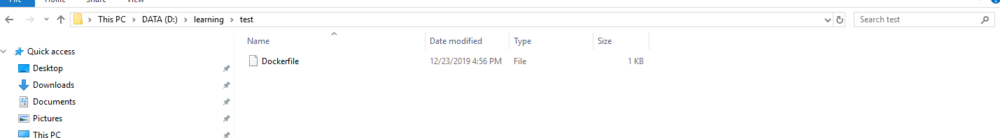 File Home Share View
This PC > DATA (D:) > learning > test
Search test
Name Date modified Type Size
Quick access
Dockerfile 12/23/2019 4:56 PM File 1 KB
Desktop
Downloads
Documents
Pictures
This PC